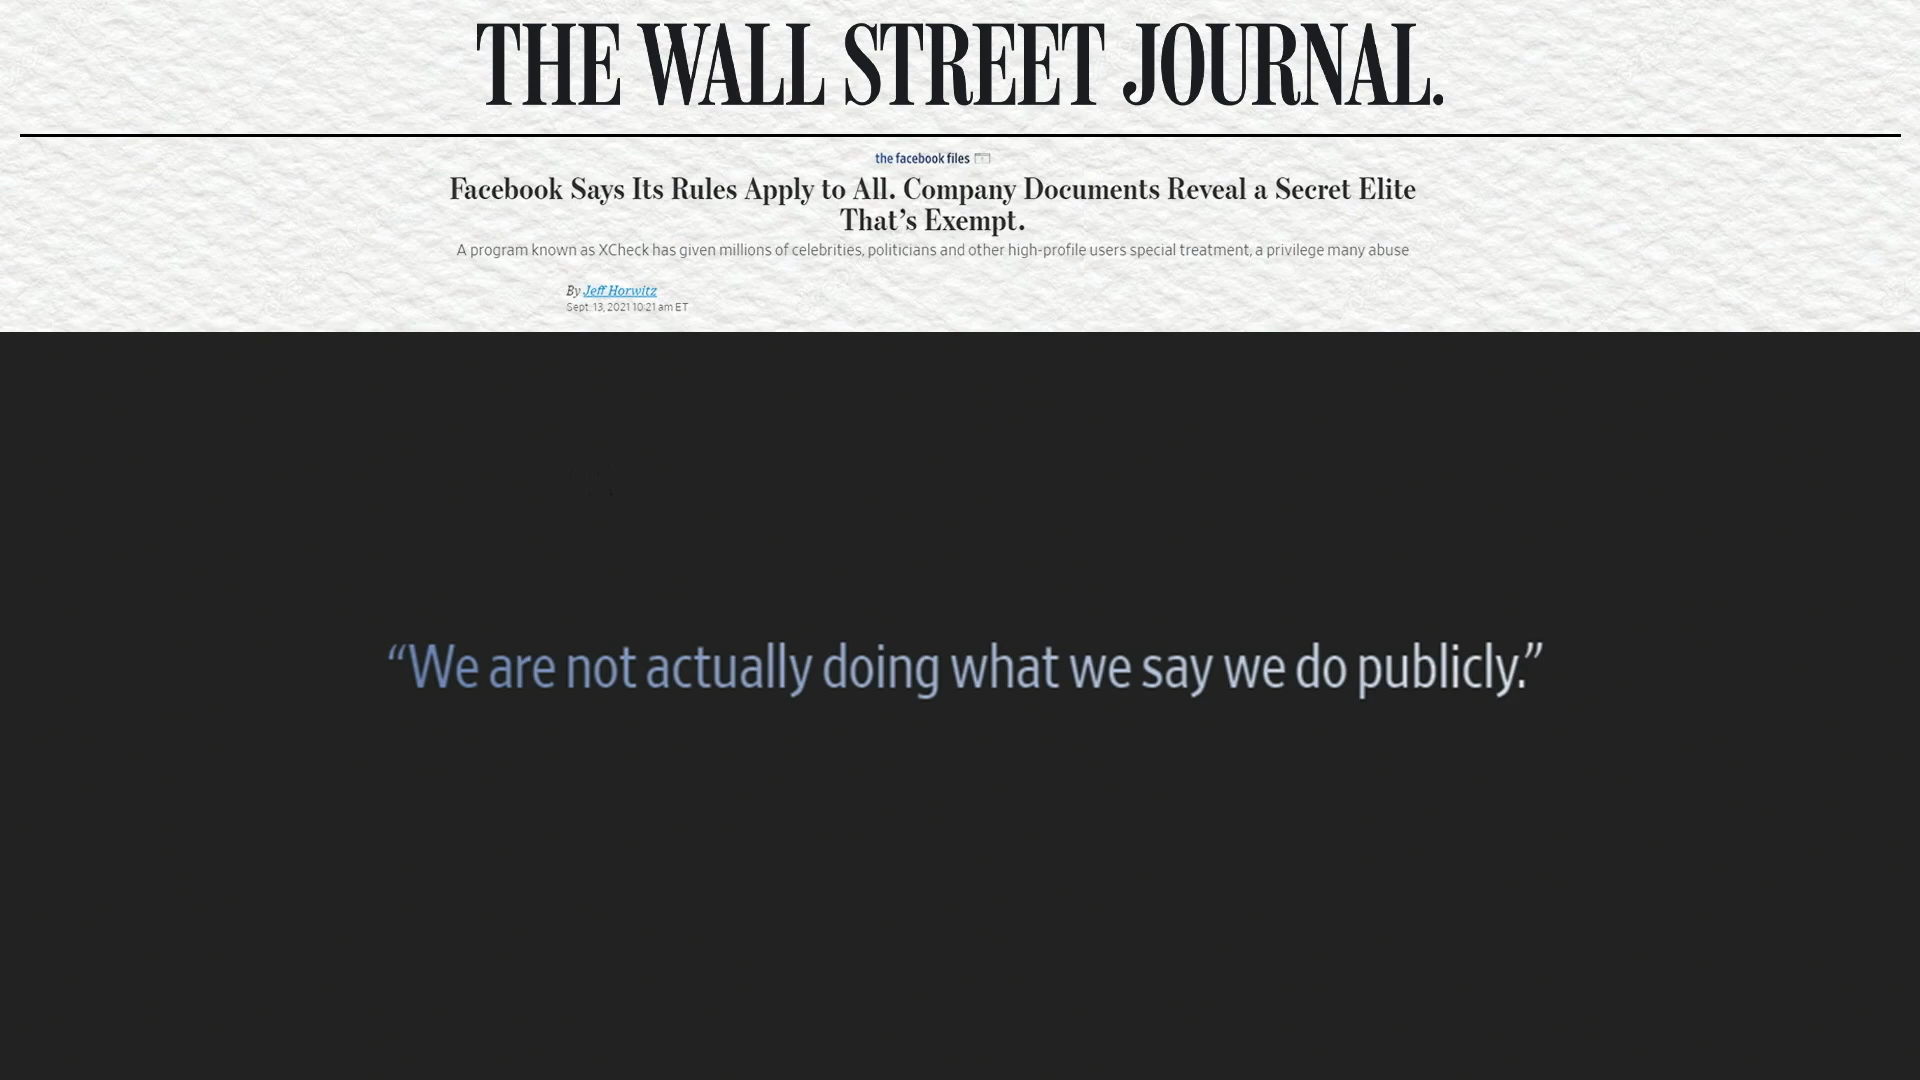 THE WALL STREET JOURNAL.
the facebook files
Facebook Says Its Rules Apply to All. Company Documents Reveal a Secret Elite
That’s Exempt.
A program known as XCheck has given millions of celebrities, politicians and other high-profile users special treatment, a privilege many abuse
By Jeff Horwitz
Sept. 13, 2021 10:21 am ET
“We are not actually doing what we say we do publicly.”